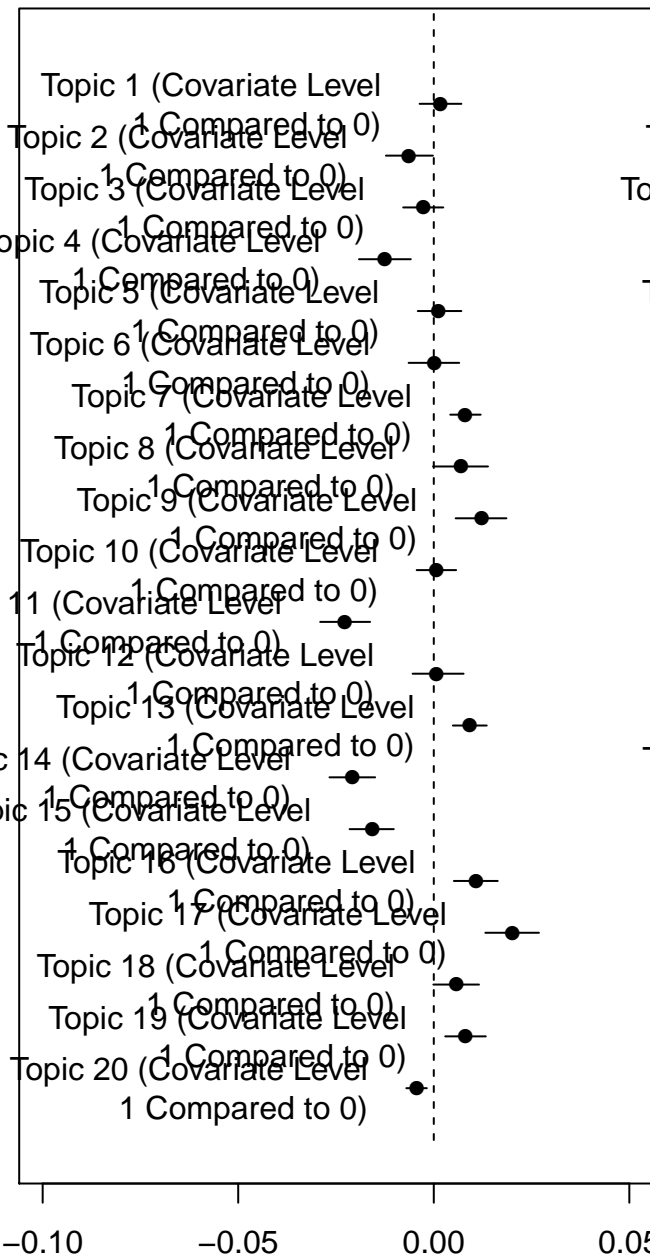 Topic 1 (Covariate Level
1 Compared to 0)
Topic 2 (Covariate Level
1 Compared to 0)
Topic 3 (Covariate Level
To
1 Compared to 0)
opic 4 (Covariate Level
1 Compared to 0)
Topic 5 (Covariate Level
1 Compared to 0)
Topic 6 (Covariate Level
1 Compared to 0)
Topic 7 (Covariate Level
1 Compared to 0)
Topic 8 (Covariate Level
1 Compared to 0)
Topic 9 (Covariate Level
1 Compared to 0)
Topic 10 (Covariate Level
1 Compared to 0)
11 (Covariate Level
1 Compared to 0)
Topic 12 (Covariate Level
1 Compared to 0)
Topic 13 (Covariate Level
1 Compared to 0)
c 14 (Covariate Level
1 Compared to 0)
pic 15 (Covariate Level
1 Compared to 0)
Topic 16 (Covariate Level
1 Compared to 0)
Topic 17 (Covariate Level
1 Compared to 0)
Topic 18 (Covariate Level
1 Compared to 0)
Topic 19 (Covariate Level
1 Compared to 0)
Topic 20 (Covariate Level
1 Compared to 0)
−0.10 −0.05 0.00 0.05